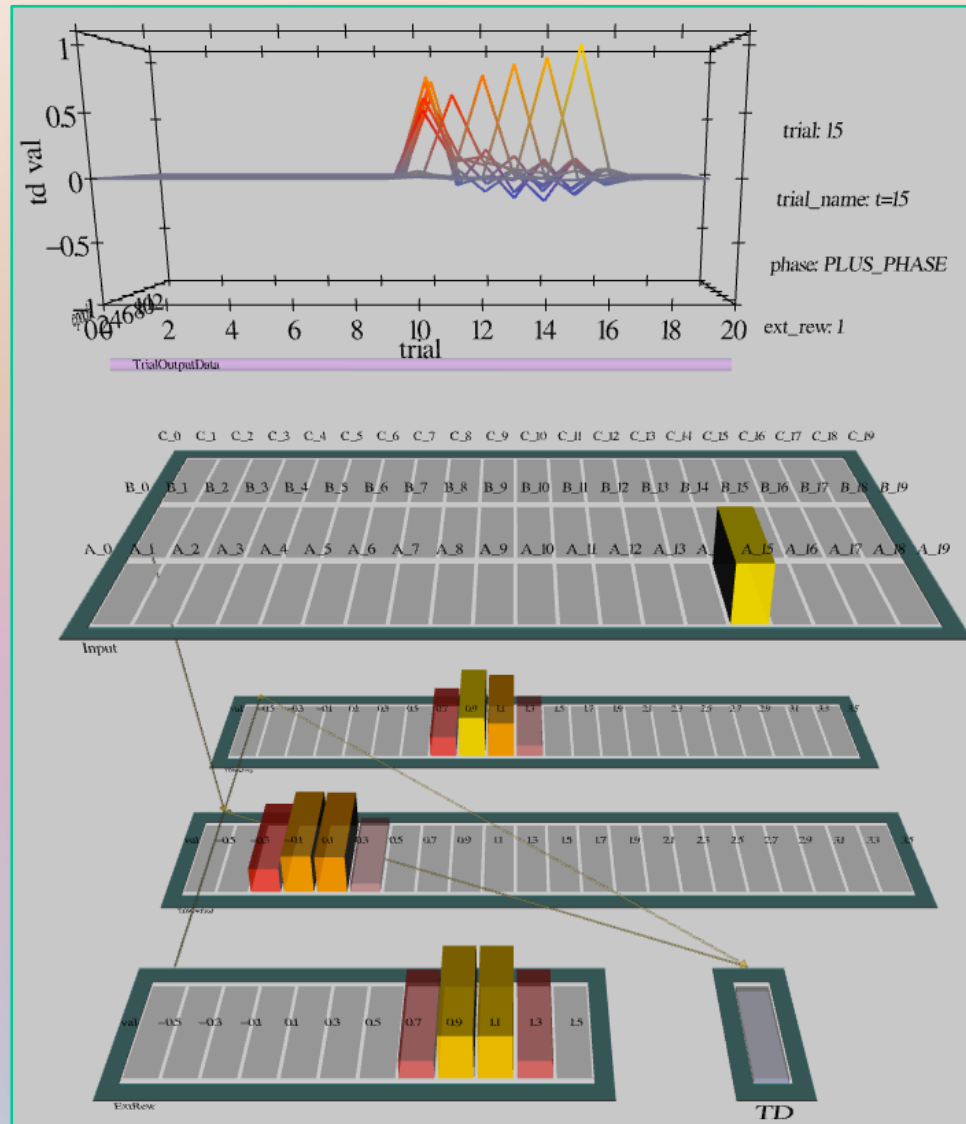 1
0.5
0
−0.5
−1
td val
0 2 4 6 8 10 12 14 16 18 20
trial
trial: 15
trial_name: t=15
phase: PLUS_PHASE
ext_rew: 1
TrialOutputData
C_0 C_1 C_2 C_3 C_4 C_5 C_6 C_7 C_8 C_9 C_10 C_11 C_12 C_13 C_14 C_15 C_16 C_17 C_18 C_19
B_0 B_1 B_2 B_3 B_4 B_5 B_6 B_7 B_8 B_9 B_10 B_11 B_12 B_13 B_14 B_15 B_16 B_17 B_18 B_19
A_0 A_1 A_2 A_3 A_4 A_5 A_6 A_7 A_8 A_9 A_10 A_11 A_12 A_13 A_15 A_16 A_17 A_18 A_19
Input
val −0.5 −0.3 −0.1 0.1 0.3 0.5 0.7 0.9 1.1 1.3 1.5 1.7 1.9 2.1 2.3 2.5 2.7 2.9 3.1 3.3 3.5
val −0.5 −0.3 −0.1 0.1 0.3 0.5 0.7 0.9 1.1 1.3 1.5 1.7 1.9 2.1 2.3 2.5 2.7 2.9 3.1 3.3 3.5
val −0.5 −0.3 −0.1 0.1 0.3 0.5 0.7 0.9 1.1 1.3 1.5
ExtRew
TD